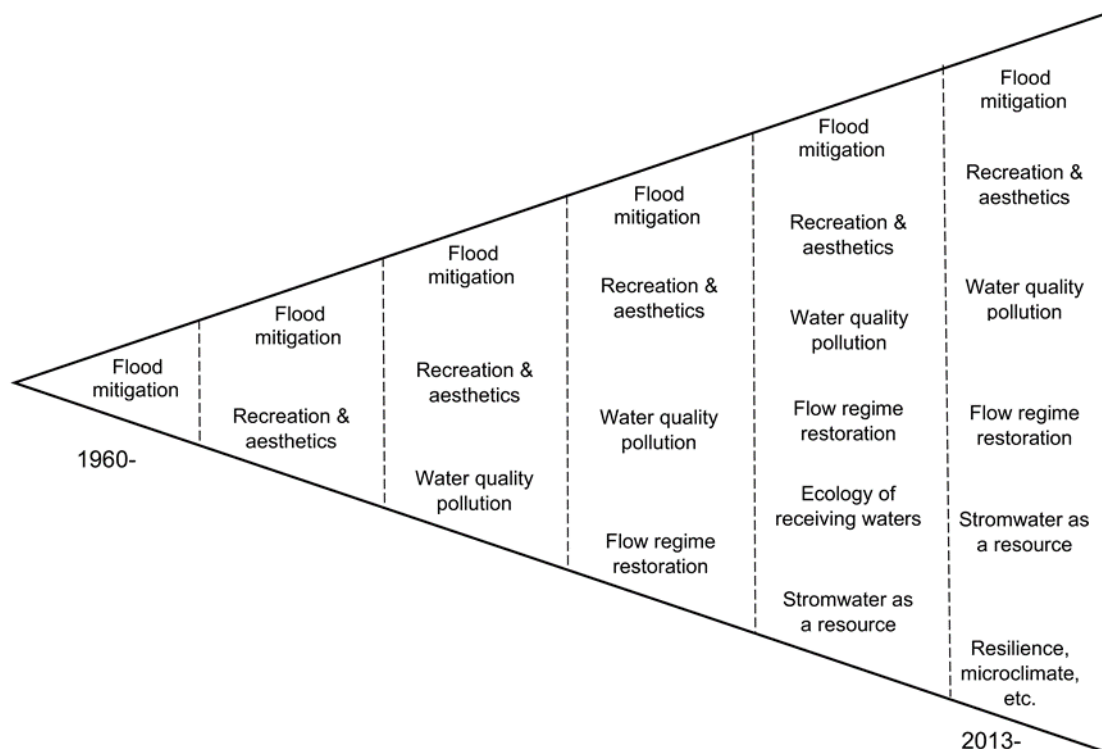 Flood
mitigation
1960-
Flood
mitigation
Recreation &
aesthetics
Flood
mitigation
Recreation &
aesthetics
Water quality
pollution
Flood
mitigation
Recreation &
aesthetics
Water quality
pollution
Flow regime
restoration
Flood
mitigation
Recreation &
aesthetics
Water quality
pollution
Flow regime
restoration
Ecology of
receiving waters
Stromwater as
a resource
Flood
mitigation
Recreation &
aesthetics
Water quality
pollution
Flow regime
restoration
Stromwater as
a resource
Resilience,
microclimate,
etc.
2013-